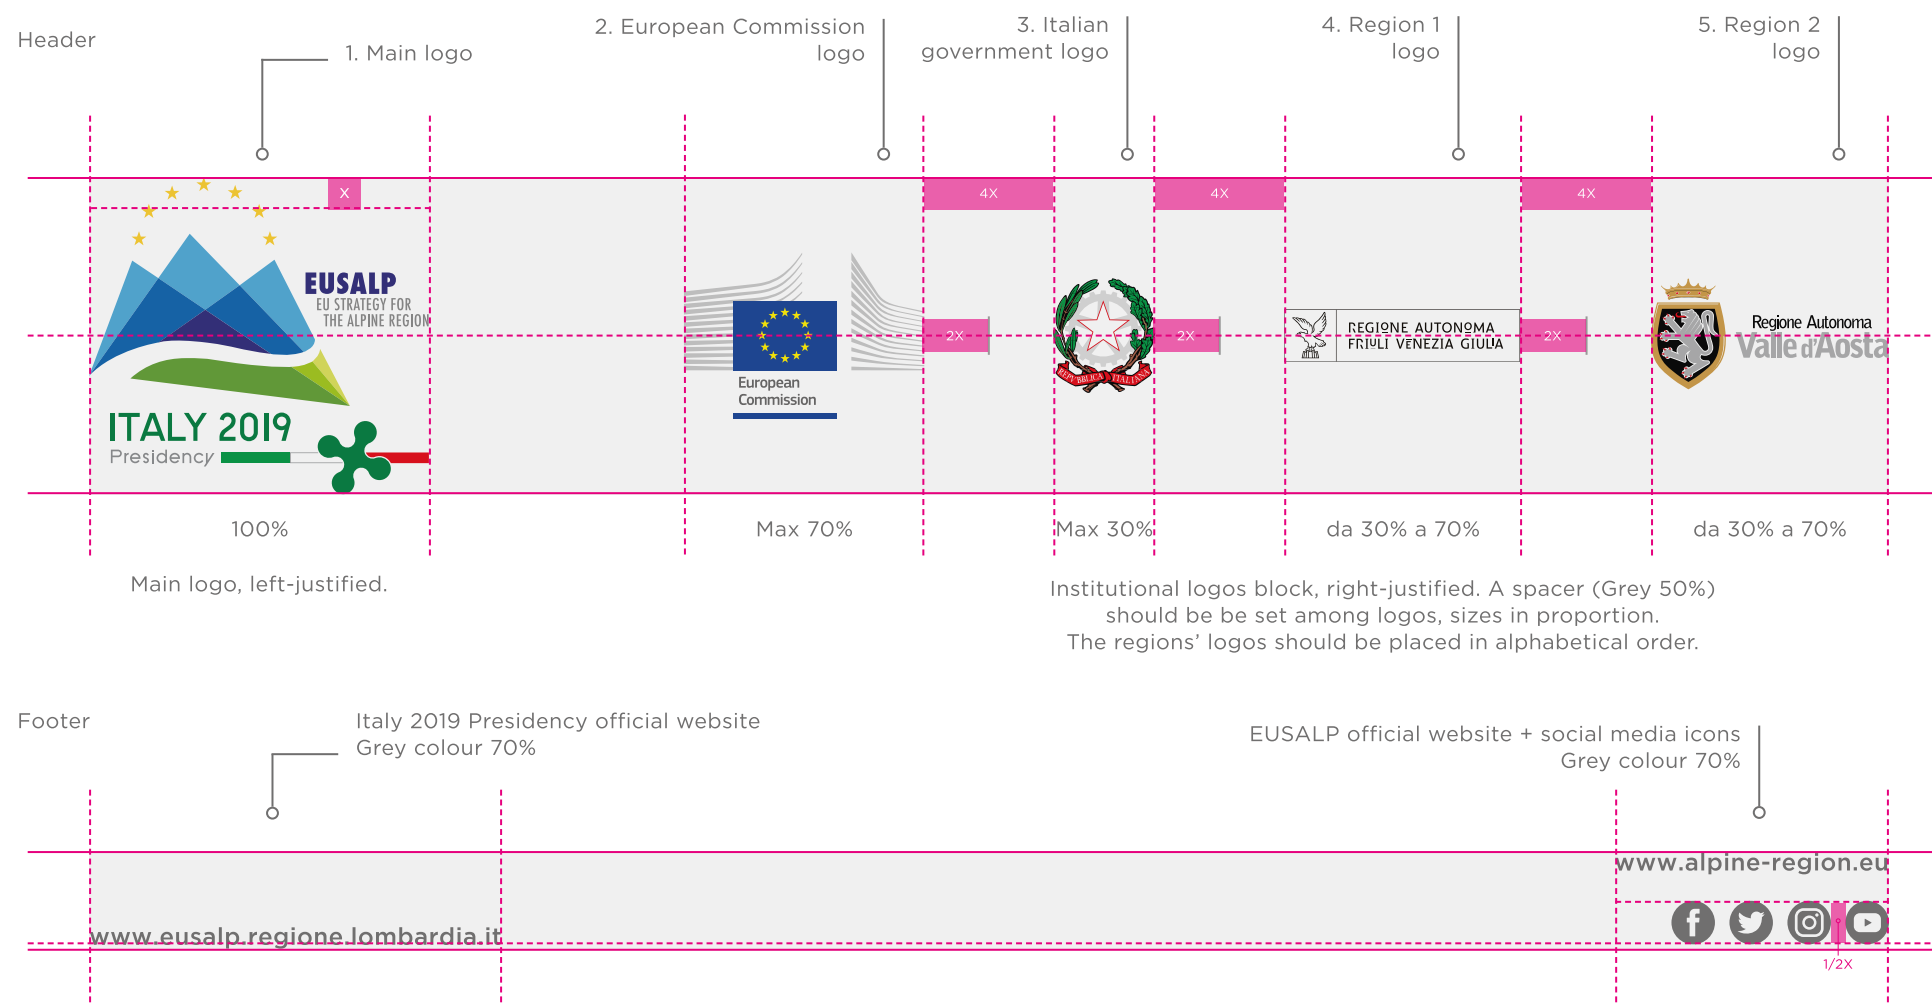 Header
1. Main logo
2. European Commission
logo
3. Italian
government logo
4. Region 1
logo
5. Region 2
logo
X
4X
4X
4X
EUSALP
EU STRATEGY FOR
THE ALPINE REGION
ITALY 2019
Presidency
European
Commission
2X
REPVBBLICA ITALIANA
2X
REGIONE AUTONOMA
FRIULI VENEZIA GIULIA
2X
Regione Autonoma
Valle d'Aosta
100%
Max 70%
Max 30%
da 30% a 70%
da 30% a 70%
Main logo, left-justified.
Institutional logos block, right-justified. A spacer (Grey 50%)
should be be set among logos, sizes in proportion.
The regions’ logos should be placed in alphabetical order.
Footer
Italy 2019 Presidency official website
Grey colour 70%
EUSALP official website + social media icons
Grey colour 70%
www.eusalp.regione.lombardia.it
www.alpine-region.eu
1/2X